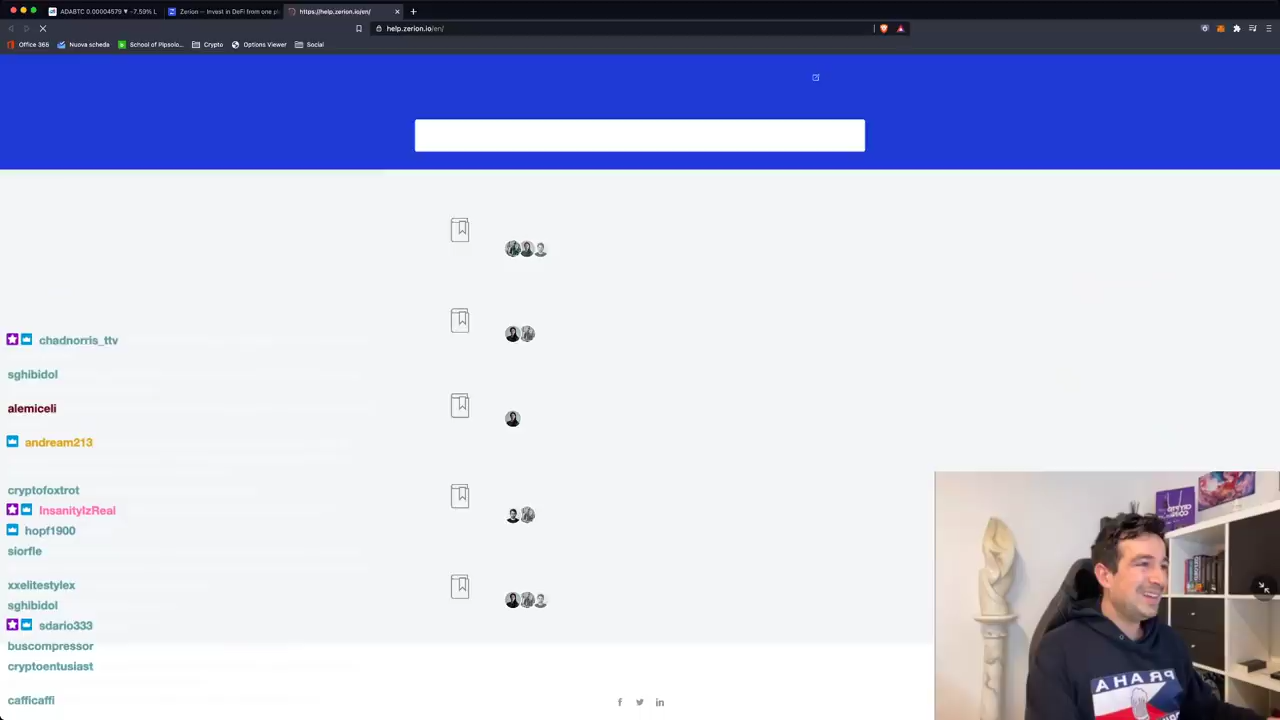 ADABTC 0.00004579 ▼ -7.59% L
Zerion — Invest in DeFi from one pl
https://help.zerion.io/en/
help.zerion.io/en/
Office 365
Nuova scheda
School of Pipsolo...
Crypto
Options Viewer
Social
chadnorris_ttv
sghibidol
alemiceli
andream213
cryptofoxtrot
InsanityIzReal
hopf1900
siorfle
xxelitestylex
sghibidol
sdario333
buscompressor
cryptoentusiast
cafficaffi
PRAHA